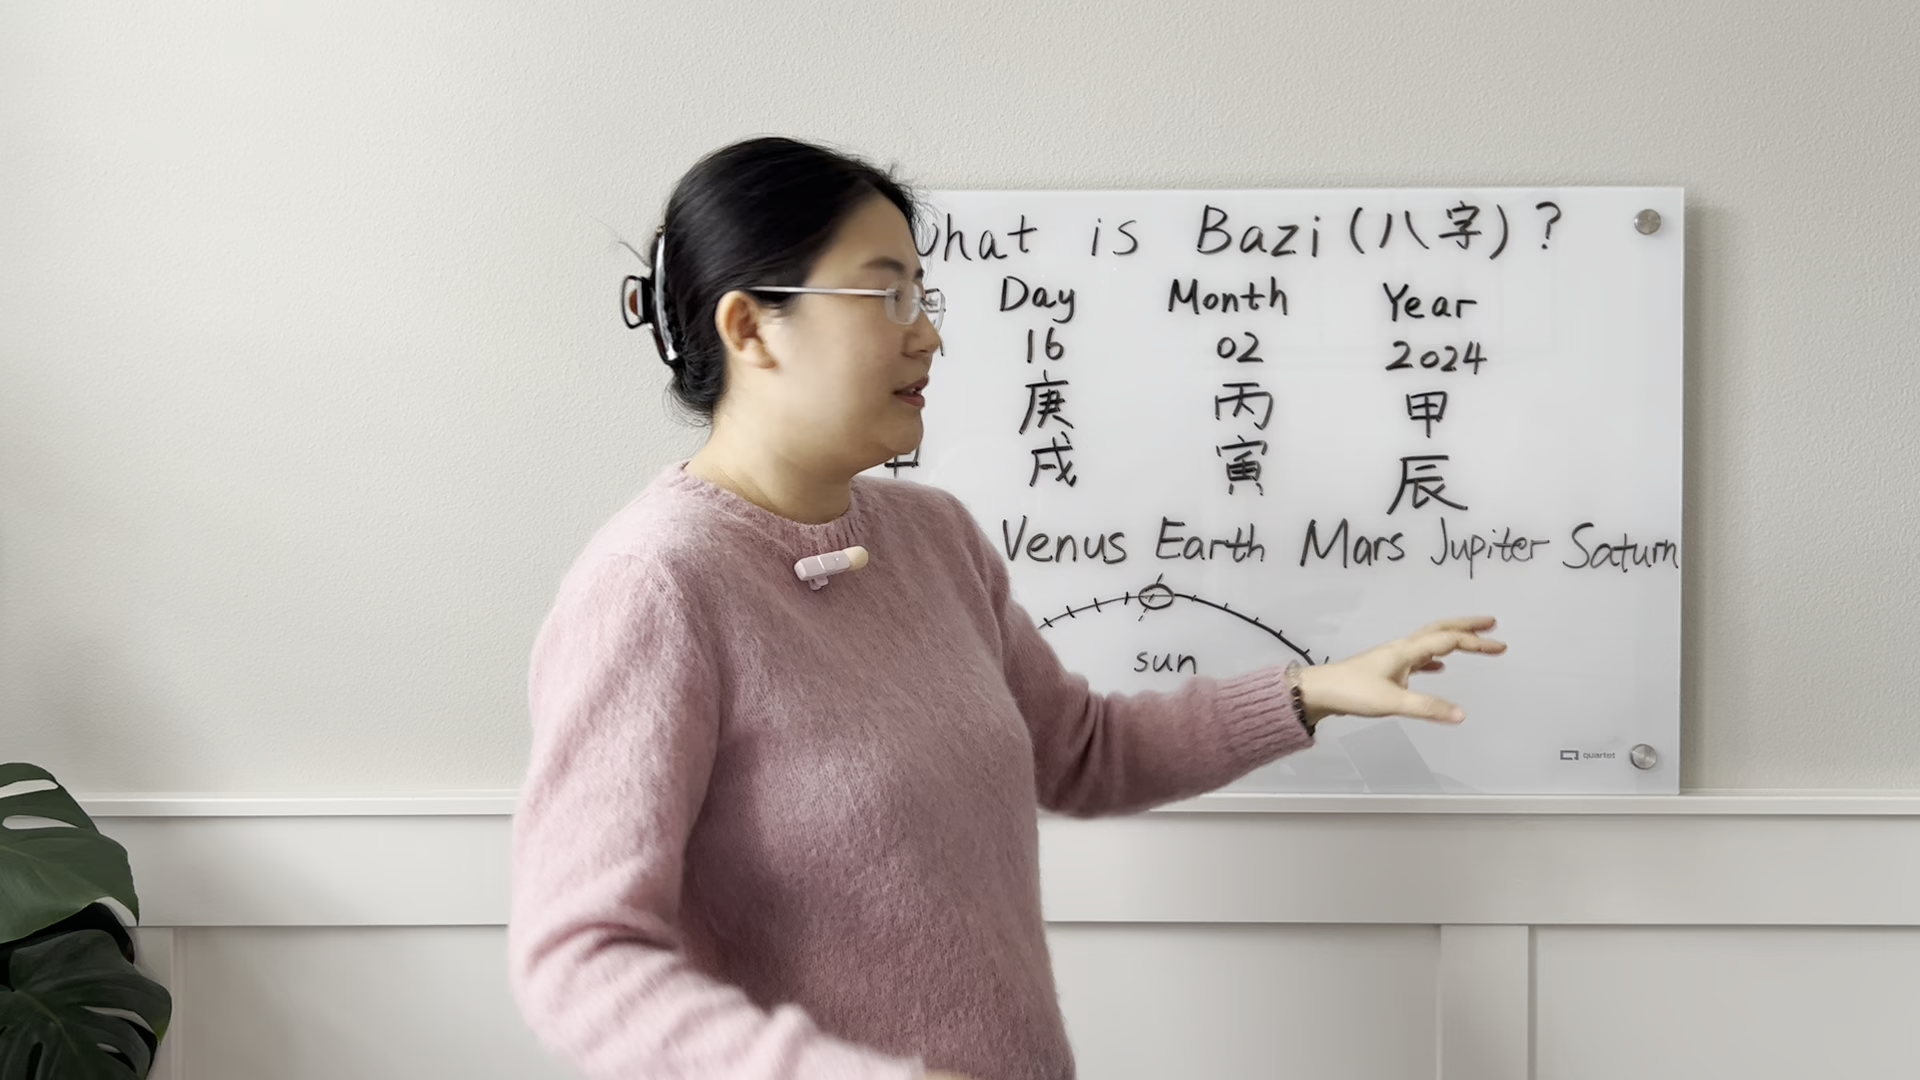 What is Bazi (八字)?
Day Month Year
16 02 2024
庚 丙 甲
戌 寅 辰
Venus Earth Mars Jupiter Saturn
sun
quartet